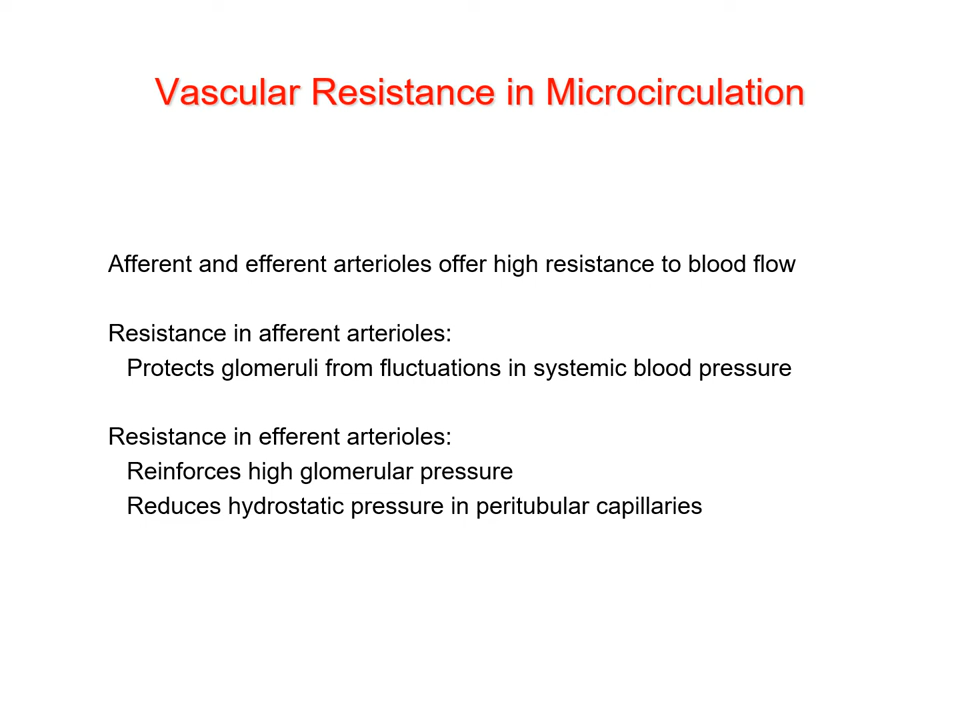 Vascular Resistance in Microcirculation
Afferent and efferent arterioles offer high resistance to blood flow
Resistance in afferent arterioles:
Protects glomeruli from fluctuations in systemic blood pressure
Resistance in efferent arterioles:
Reinforces high glomerular pressure
Reduces hydrostatic pressure in peritubular capillaries